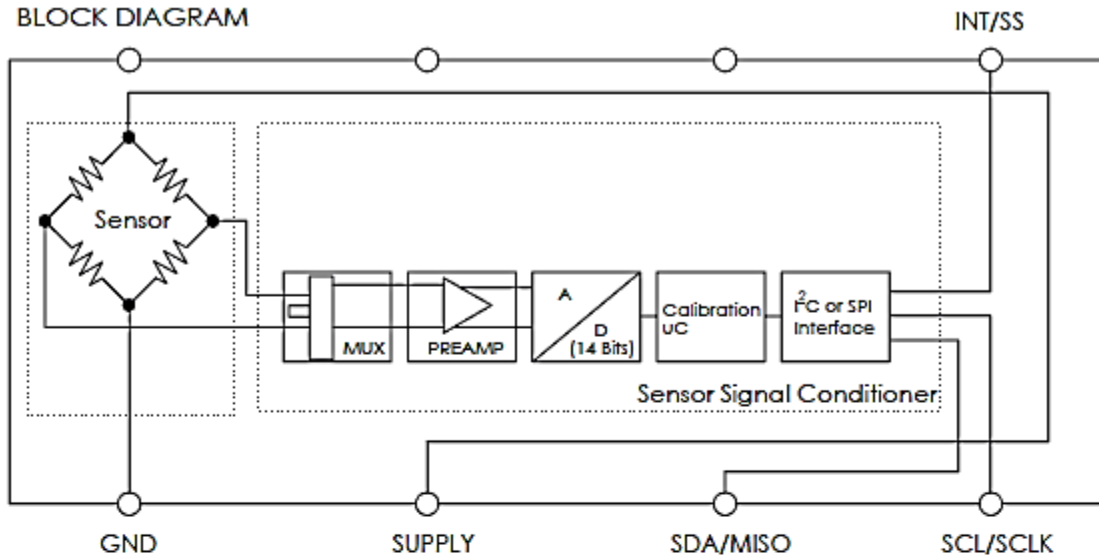 BLOCK DIAGRAM
INT/SS
Sensor
MUX
PREAMP
A
D
(14 Bits)
Calibration
uC
I²C or SPI
Interface
Sensor Signal Conditioner
GND
SUPPLY
SDA/MISO
SCL/SCLK